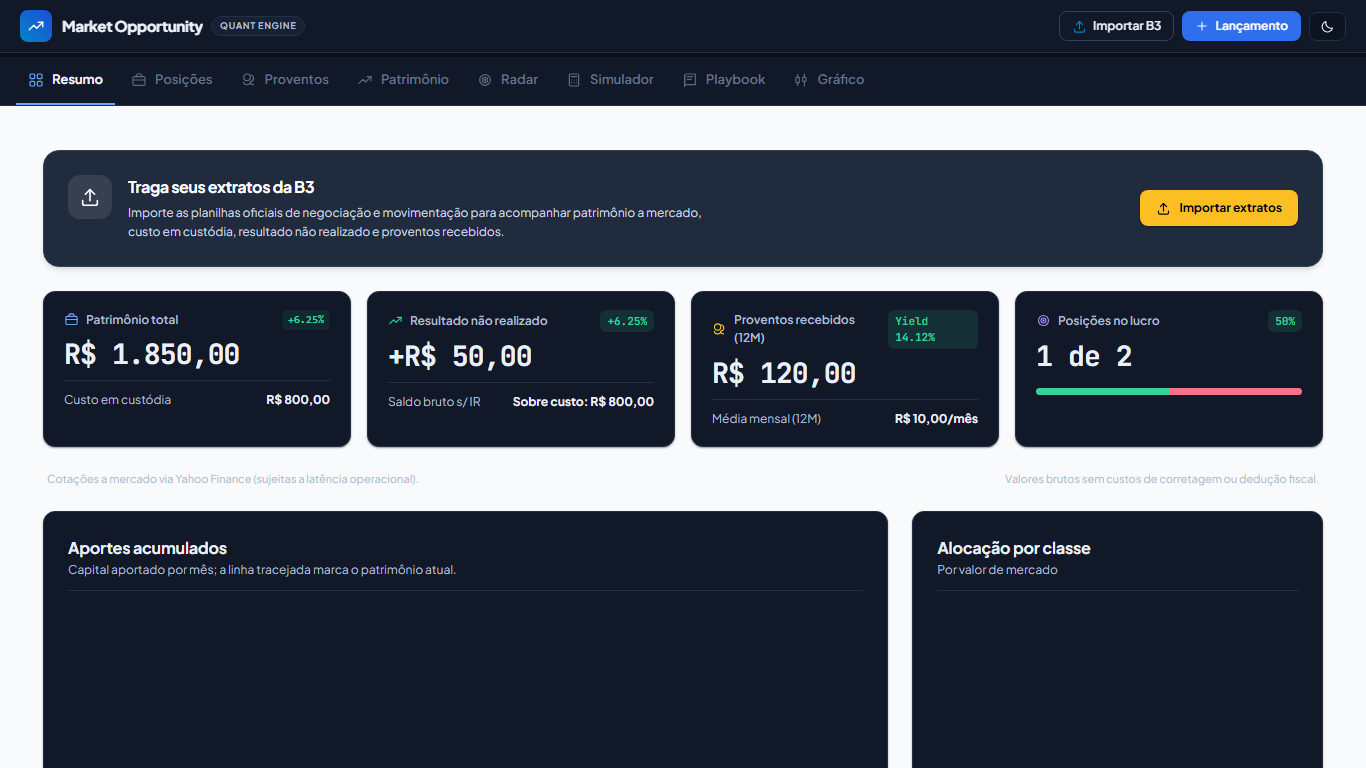 Market Opportunity QUANT ENGINE Importar B3 Lançamento
Resumo Posições Proventos Patrimônio Radar Simulador Playbook Gráfico
Traga seus extratos da B3
Importe as planilhas oficiais de negociação e movimentação para acompanhar patrimônio a mercado,
custo em custódia, resultado não realizado e proventos recebidos.
Importar extratos
Patrimônio total +6.25%
R$ 1.850,00
Custo em custódia R$ 800,00
Resultado não realizado +6.25%
+R$ 50,00
Saldo bruto s/ IR Sobre custo: R$ 800,00
Proventos recebidos
(12M)
Yield
14.12%
R$ 120,00
Média mensal (12M) R$ 10,00/mês
Posições no lucro 50%
1 de 2
Cotações a mercado via Yahoo Finance (sujeitas a latência operacional).
Valores brutos sem custos de corretagem ou dedução fiscal.
Aportes acumulados
Capital aportado por mês; a linha tracejada marca o patrimônio atual.
Alocação por classe
Por valor de mercado